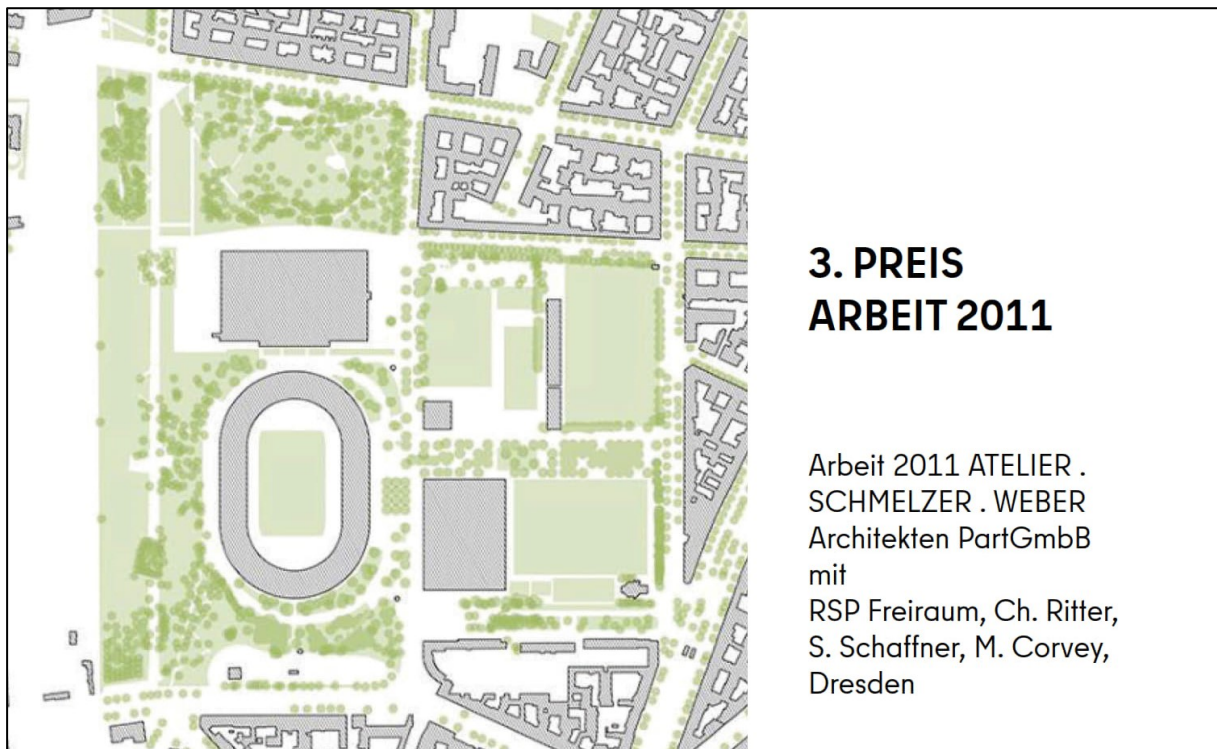 3. PREIS
ARBEIT 2011
Arbeit 2011 ATELIER .
SCHMELZER . WEBER
Architekten PartGmbB
mit
RSP Freiraum, Ch. Ritter,
S. Schaffner, M. Corvey,
Dresden